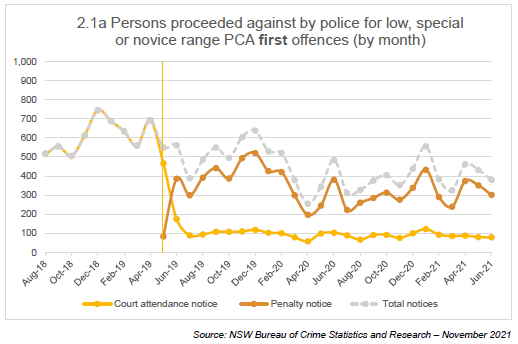 2.1a Persons proceeded against by police for low, special
or novice range PCA first offences (by month)
1,000
900
800
700
600
500
400
300
200
100
0
Aug-18
Oct-18
Dec-18
Feb-19
Apr-19
Jun-19
Aug-19
Oct-19
Dec-19
Feb-20
Apr-20
Jun-20
Aug-20
Oct-20
Dec-20
Feb-21
Apr-21
Jun-21
Court attendance notice Penalty notice Total notices
Source: NSW Bureau of Crime Statistics and Research – November 2021